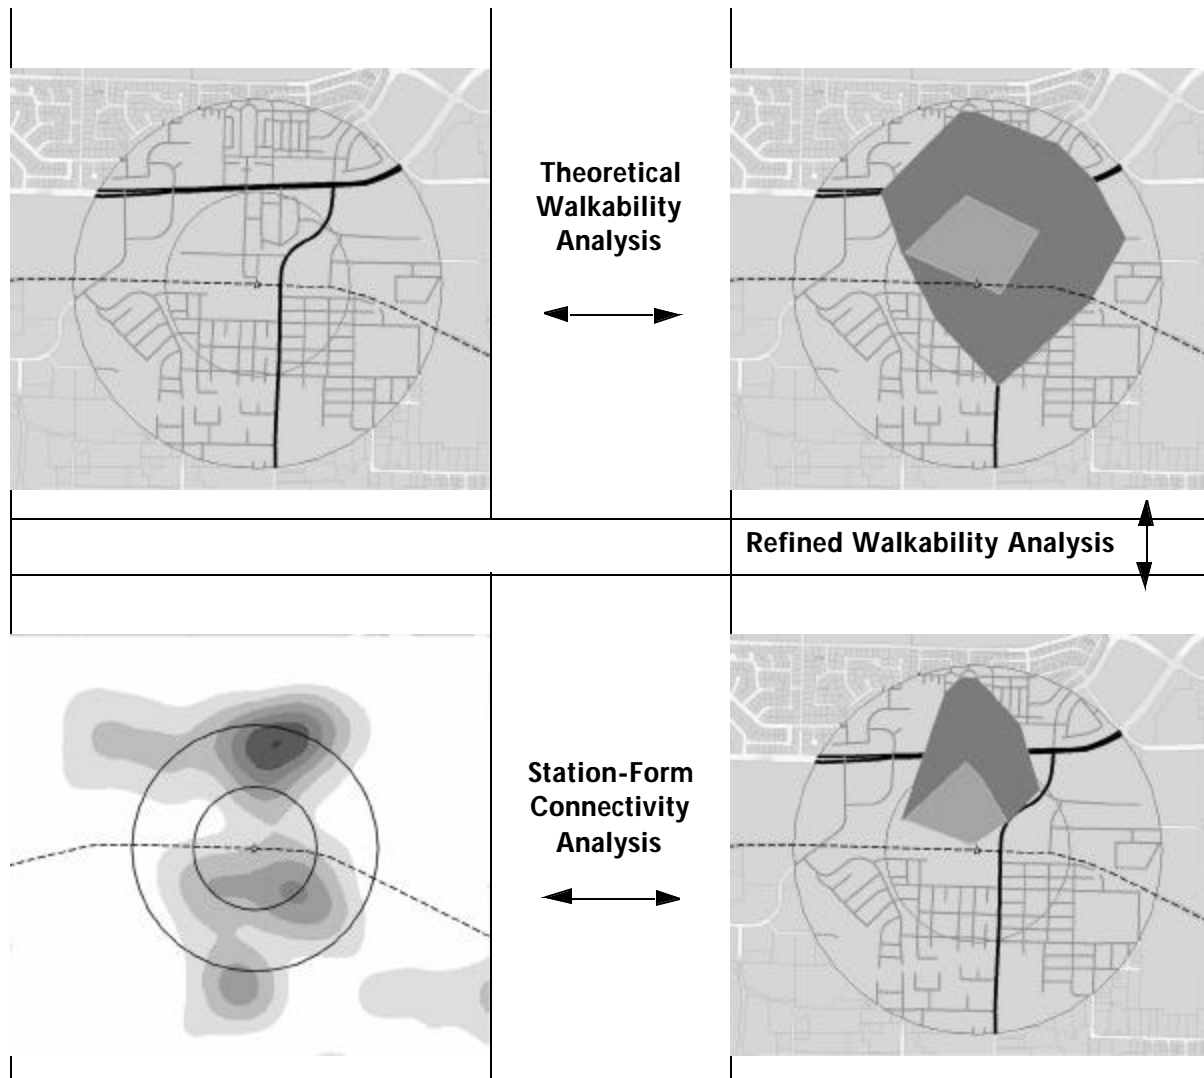 Theoretical
Walkability
Analysis
Refined Walkability Analysis
Station-Form
Connectivity
Analysis